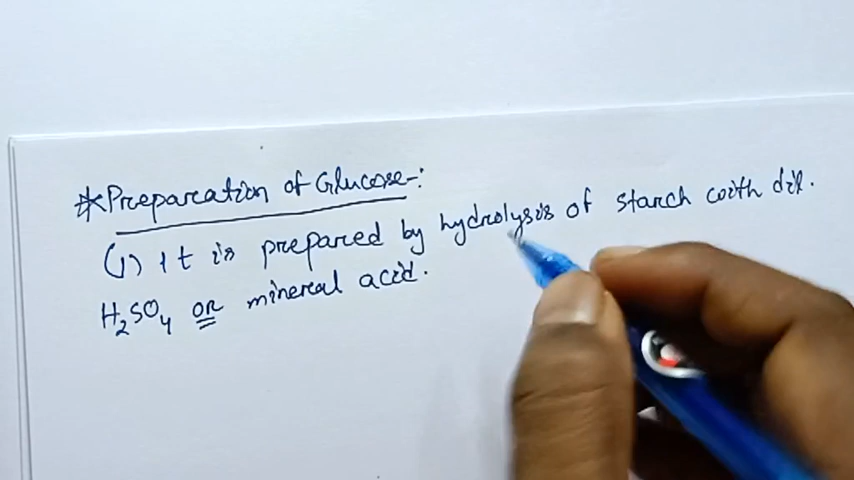 *Preparation of Glucose-:
(1) It is prepared by hydrolysis of starch with dil.
H₂SO₄ OR mineral acid.